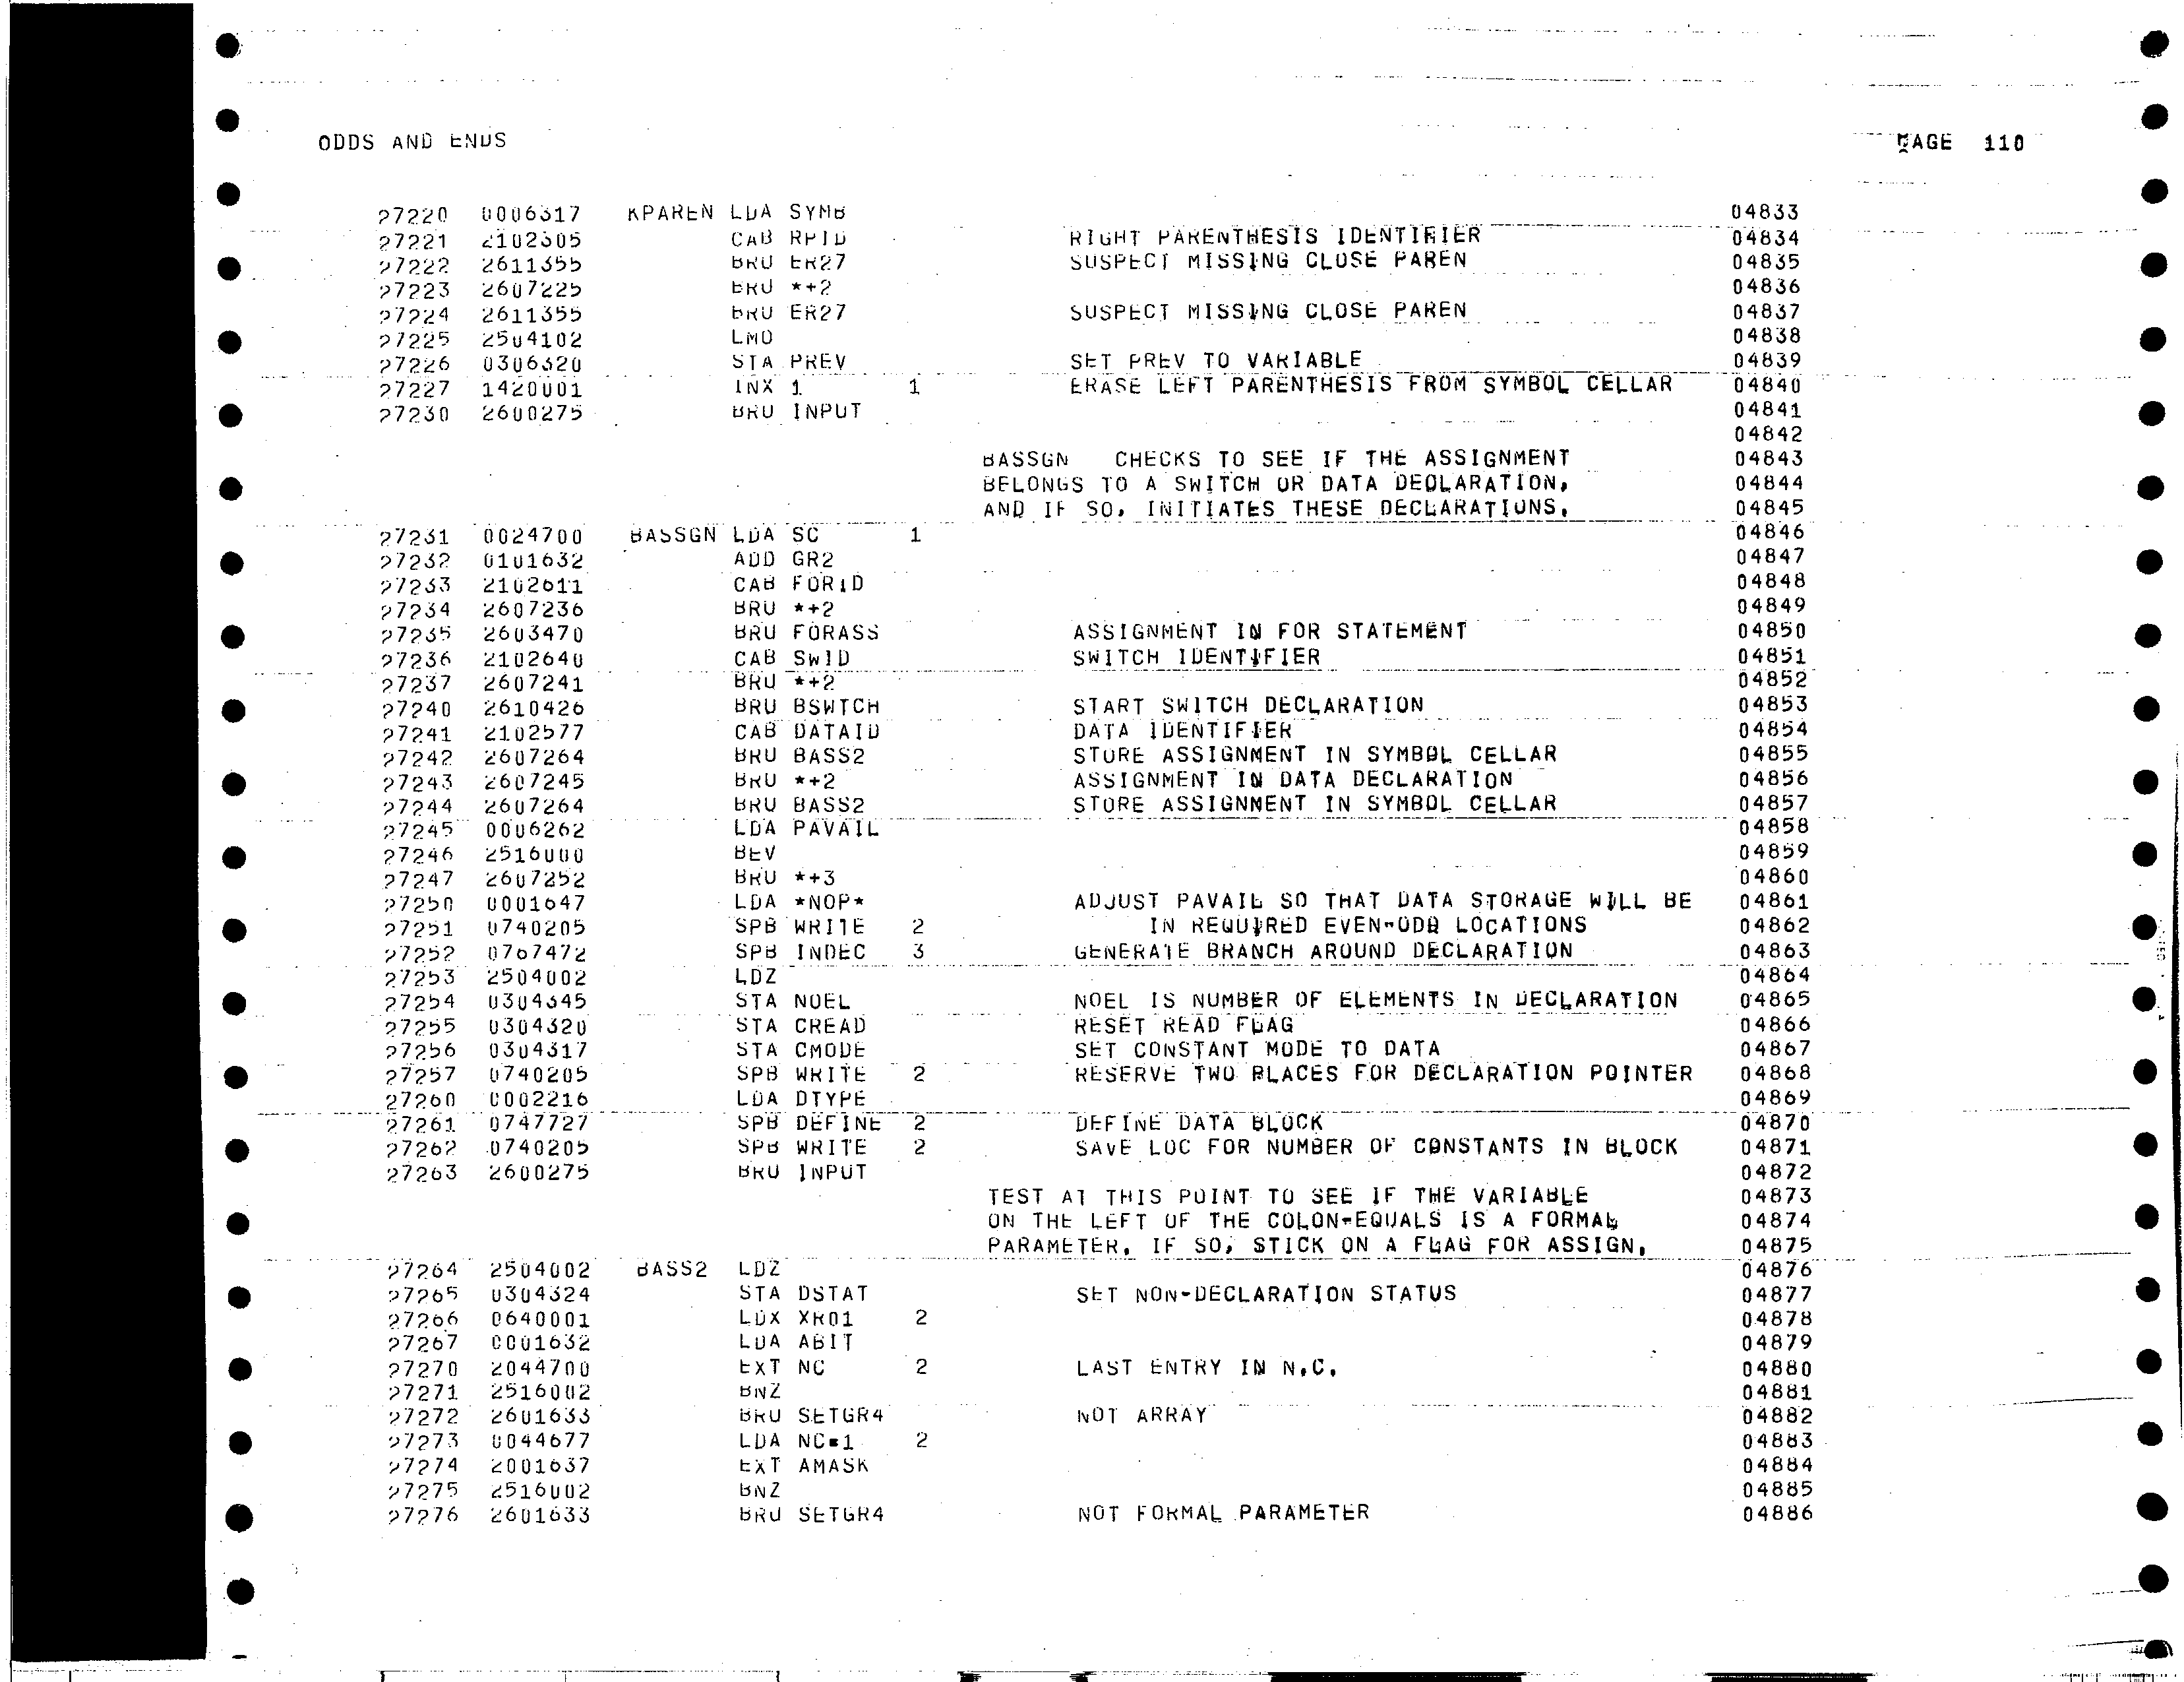 ODDS AND ENDS PAGE 110
27220 0006317 KPAREN LDA SYMB 04833
27221 2102305 CAB RPID RIGHT PARENTHESIS IDENTIFIER 04834
27222 2611355 BRU ER27 SUSPECT MISSING CLOSE PAREN 04835
27223 2607225 BRU *+2 04836
27224 2611355 BRU ER27 SUSPECT MISSING CLOSE PAREN 04837
27225 2504102 LMO 04838
27226 0306320 STA PREV SET PREV TO VARIABLE 04839
27227 1420001 INX 1 1 ERASE LEFT PARENTHESIS FROM SYMBOL CELLAR 04840
27230 2600275 BRU INPUT 04841
04842
BASSGN CHECKS TO SEE IF THE ASSIGNMENT 04843
BELONGS TO A SWITCH OR DATA DEOLARATION, 04844
AND IF SO, INITIATES THESE DECLARATIONS, 04845
27231 0024700 BASSGN LDA SC 1 04846
27232 0101632 ADD GR2 04847
27233 2102611 CAB FORID 04848
27234 2607236 BRU *+2 04849
27235 2603470 BRU FORASS ASSIGNMENT IN FOR STATEMENT 04850
27236 2102640 CAB SWID SWITCH IDENTIFIER 04851
27237 2607241 BRU *+2 04852
27240 2610426 BRU BSWTCH START SWITCH DECLARATION 04853
27241 2102577 CAB DATAID DATA IDENTIFIER 04854
27242 2607264 BRU BASS2 STORE ASSIGNMENT IN SYMBOL CELLAR 04855
27243 2607245 BRU *+2 ASSIGNMENT IN DATA DECLARATION 04856
27244 2607264 BRU BASS2 STORE ASSIGNMENT IN SYMBOL CELLAR 04857
27245 0006262 LDA PAVAIL 04858
27246 2516000 BEV 04859
27247 2607252 BRU *+3 04860
27250 0001647 LDA *NOP* ADJUST PAVAIL SO THAT DATA STORAGE WILL BE 04861
27251 0740205 SPB WRITE 2 IN REQUIRED EVEN-ODD LOCATIONS 04862
27252 0767472 SPB INDEC 3 GENERATE BRANCH AROUND DECLARATION 04863
27253 2504002 LDZ 04864
27254 0304345 STA NOEL NOEL IS NUMBER OF ELEMENTS IN DECLARATION 04865
27255 0304320 STA CREAD RESET READ FLAG 04866
27256 0304317 STA CMODE SET CONSTANT MODE TO DATA 04867
27257 0740205 SPB WRITE 2 RESERVE TWO PLACES FOR DECLARATION POINTER 04868
27260 0002216 LDA DTYPE 04869
27261 0747727 SPB DEFINE 2 DEFINE DATA BLOCK 04870
27262 0740205 SPB WRITE 2 SAVE LOC FOR NUMBER OF CONSTANTS IN BLOCK 04871
27263 2600275 BRU INPUT 04872
TEST AT THIS POINT TO SEE IF THE VARIABLE 04873
ON THE LEFT OF THE COLON-EQUALS IS A FORMAL 04874
PARAMETER, IF SO, STICK ON A FLAG FOR ASSIGN, 04875
27264 2504002 BASS2 LDZ 04876
27265 0304324 STA DSTAT SET NON-DECLARATION STATUS 04877
27266 0640001 LDX XR01 2 04878
27267 0001632 LDA ABIT 04879
27270 2044700 EXT NC 2 LAST ENTRY IN N,C, 04880
27271 2516002 BNZ 04881
27272 2601633 BRU SETGR4 NOT ARRAY 04882
27273 0044677 LDA NC-1 2 04883
27274 2001637 EXT AMASK 04884
27275 2516002 BNZ 04885
27276 2601633 BRU SETGR4 NOT FORMAL PARAMETER 04886